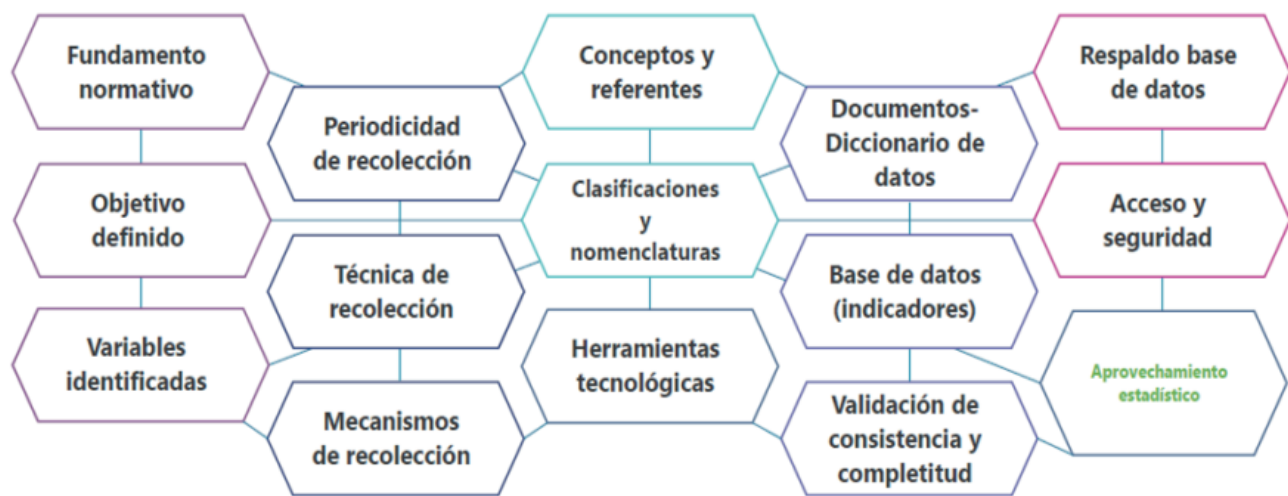 Fundamento
normativo
Objetivo
definido
Variables
identificadas
Periodicidad
de recolección
Técnica de
recolección
Mecanismos
de recolección
Conceptos y
referentes
Clasificaciones
y
nomenclaturas
Herramientas
tecnológicas
Documentos-
Diccionario de
datos
Base de datos
(indicadores)
Validación de
consistencia y
completitud
Respaldo base
de datos
Acceso y
seguridad
Aprovechamiento
estadístico